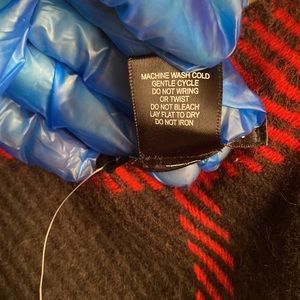 MACHINE WASH COLD
GENTLE CYCLE
DO NOT WRING
OR TWIST
DO NOT BLEACH
LAY FLAT TO DRY
DO NOT IRON